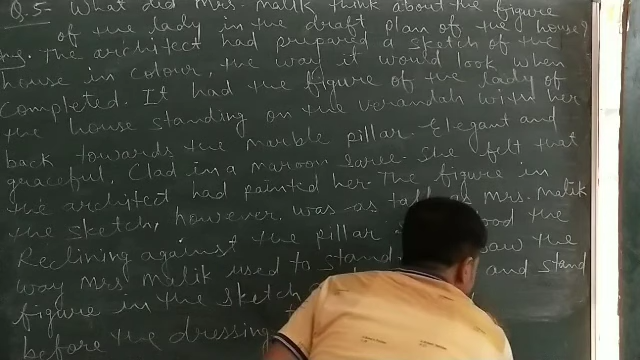 Q.5- What did Mrs. Malik think about the figure
of the lady in the draft plan of the house?
Ans. The architect had prepared a sketch of the
house in colour, the way it would look when
completed. It had the figure of the lady of
the house standing on the verandah with her
back towards the marble pillar. Elegant and
graceful, Clad in a maroon saree. She felt that
the architect had painted her. The figure in
the sketch, however, was as tall as Mrs. Malik
Reclining against the pillar the
way Mrs Malik used to stand. saw the
figure in the sketch and stand
before the dressing